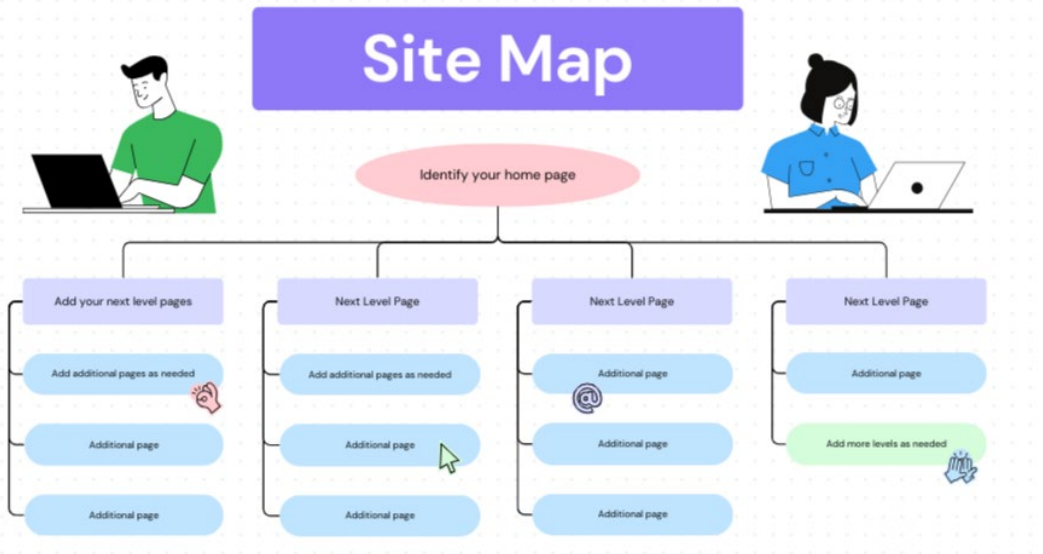 Site Map
Identify your home page
Add your next level pages
Next Level Page
Next Level Page
Next Level Page
Add additional pages as needed
Add additional pages as needed
Additional page
Additional page
Additional page
Additional page
Additional page
Add more levels as needed
Additional page
Additional page
Additional page